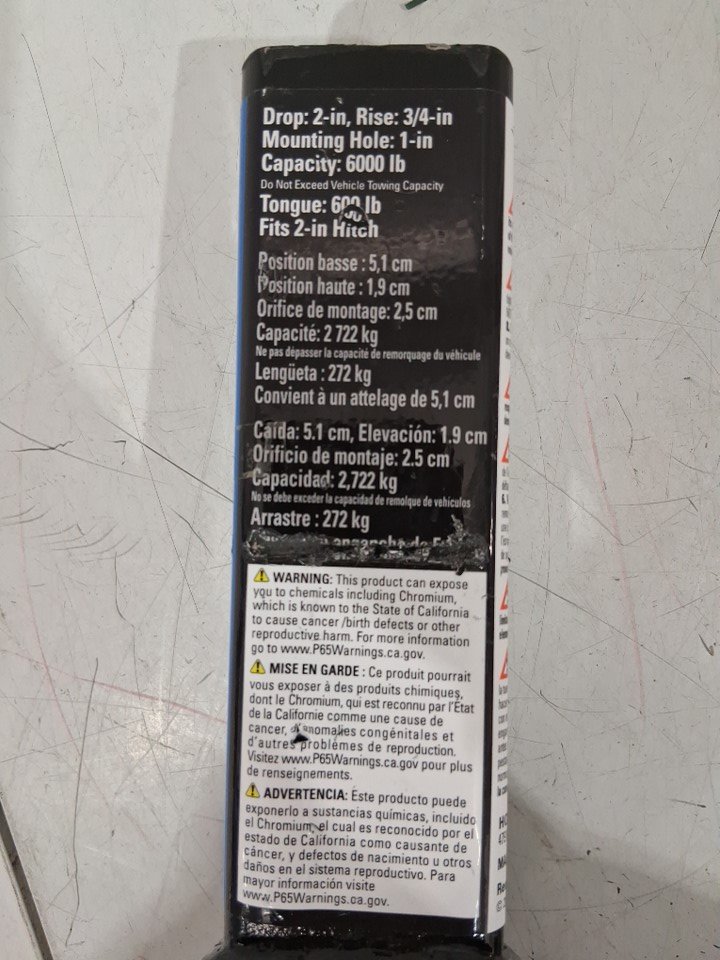 Drop: 2-in, Rise: 3/4-in
Mounting Hole: 1-in
Capacity: 6000 lb
Do Not Exceed Vehicle Towing Capacity
Tongue: 600 lb
Fits 2-in Hitch
Position basse : 5,1 cm
Position haute : 1,9 cm
Orifice de montage: 2,5 cm
Capacité: 2 722 kg
Ne pas dépasser la capacité de remorquage du véhicule
Lengüeta : 272 kg
Convient à un attelage de 5,1 cm
Caída: 5.1 cm, Elevación: 1.9 cm
Orificio de montaje: 2.5 cm
Capacidad: 2,722 kg
No se debe exceder la capacidad de remolque de vehículos
Arrastre : 272 kg
enganche de
WARNING: This product can expose
you to chemicals including Chromium,
which is known to the State of California
to cause cancer /birth defects or other
reproductive harm. For more information
go to www.P65Warnings.ca.gov.
MISE EN GARDE : Ce produit pourrait
vous exposer à des produits chimiques,
dont le Chromium, qui est reconnu par l'État
de la Californie comme une cause de
cancer, d'anomalies congénitales et
d'autres problèmes de reproduction.
Visitez www.P65Warnings.ca.gov pour plus
de renseignements.
ADVERTENCIA: Este producto puede
exponerlo a sustancias químicas, incluido
el Chromium, el cual es reconocido por el
estado de California como causante de
cáncer, y defectos de nacimiento u otros
daños en el sistema reproductivo. Para
mayor información visite
www.P65Warnings.ca.gov.